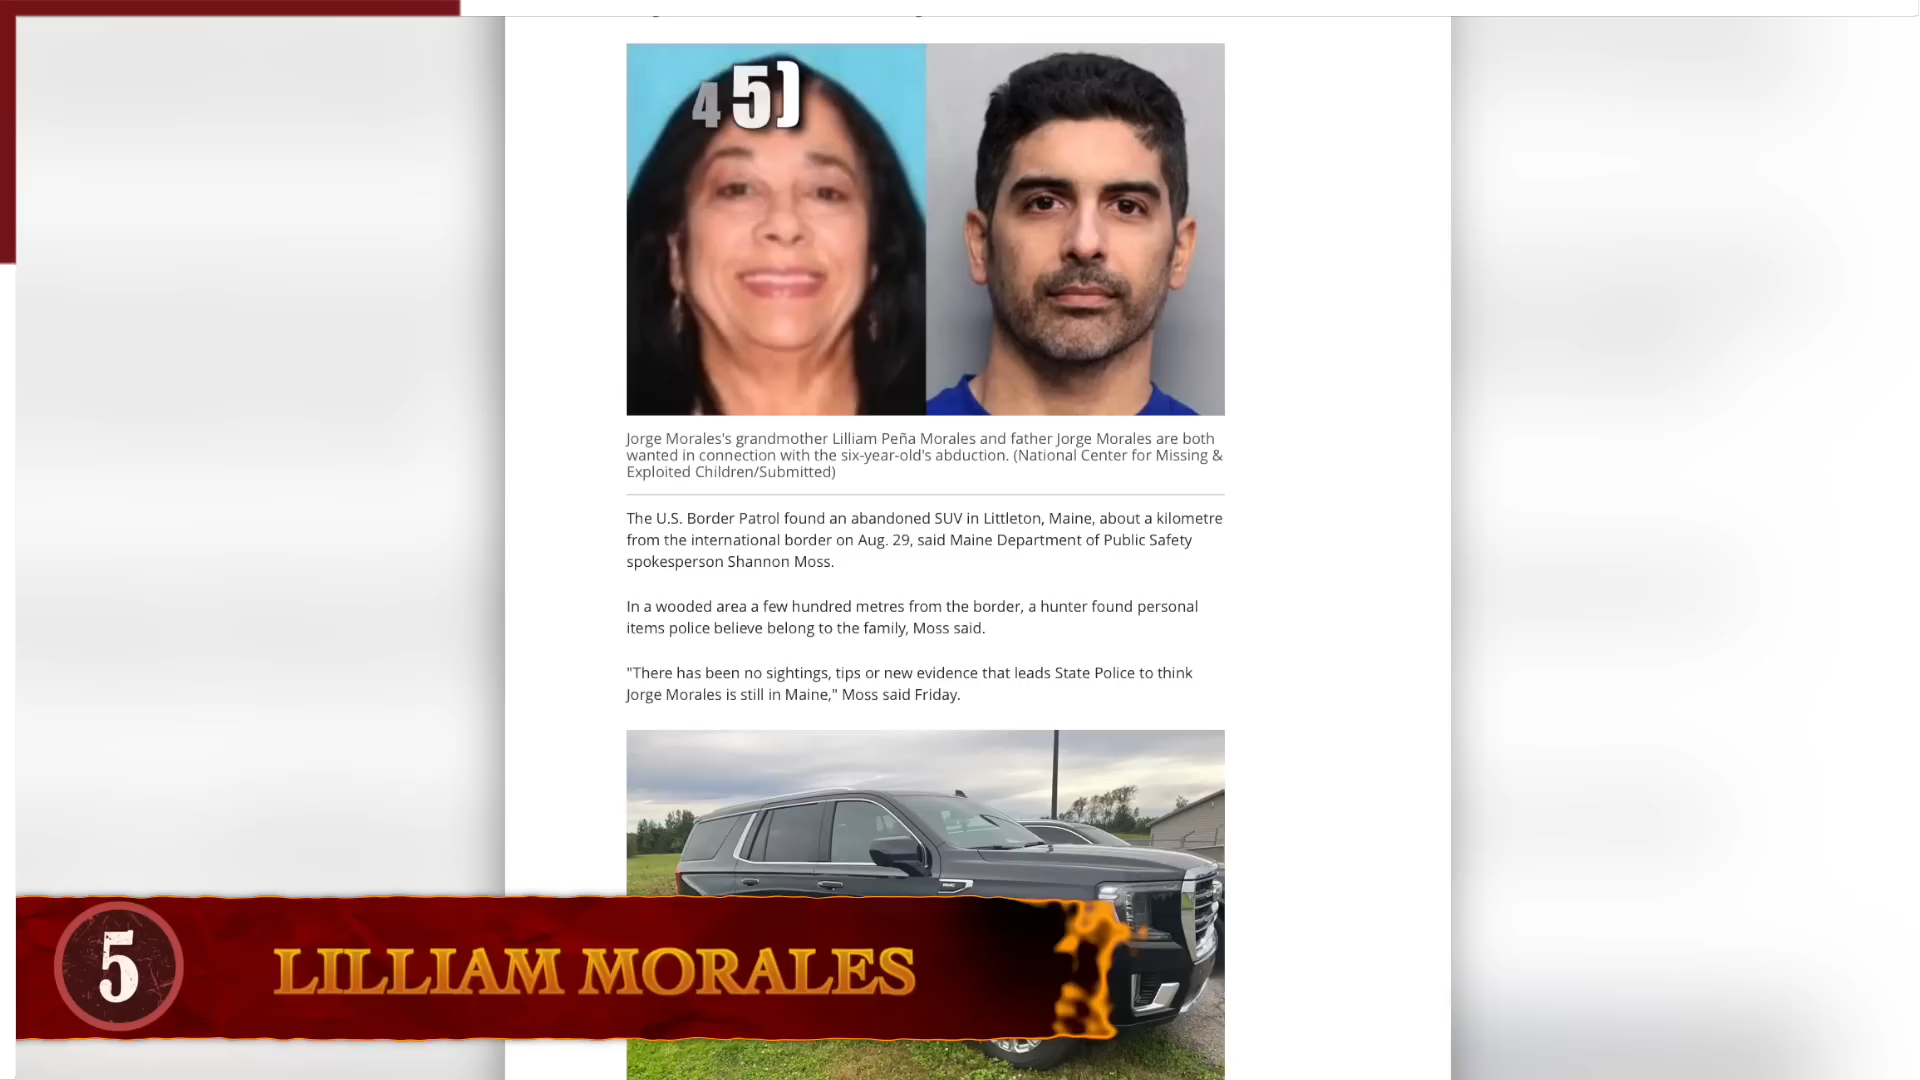 4 5)
Jorge Morales's grandmother Lilliam Peña Morales and father Jorge Morales are both
wanted in connection with the six-year-old's abduction. (National Center for Missing &
Exploited Children/Submitted)
The U.S. Border Patrol found an abandoned SUV in Littleton, Maine, about a kilometre
from the international border on Aug. 29, said Maine Department of Public Safety
spokesperson Shannon Moss.
In a wooded area a few hundred metres from the border, a hunter found personal
items police believe belong to the family, Moss said.
"There has been no sightings, tips or new evidence that leads State Police to think
Jorge Morales is still in Maine," Moss said Friday.
5
LILLIAM MORALES